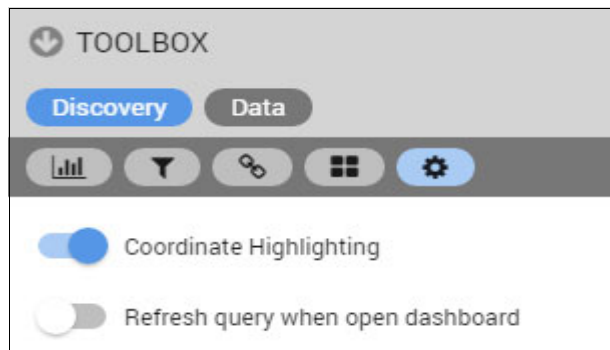 TOOLBOX
Discovery Data
Coordinate Highlighting
Refresh query when open dashboard